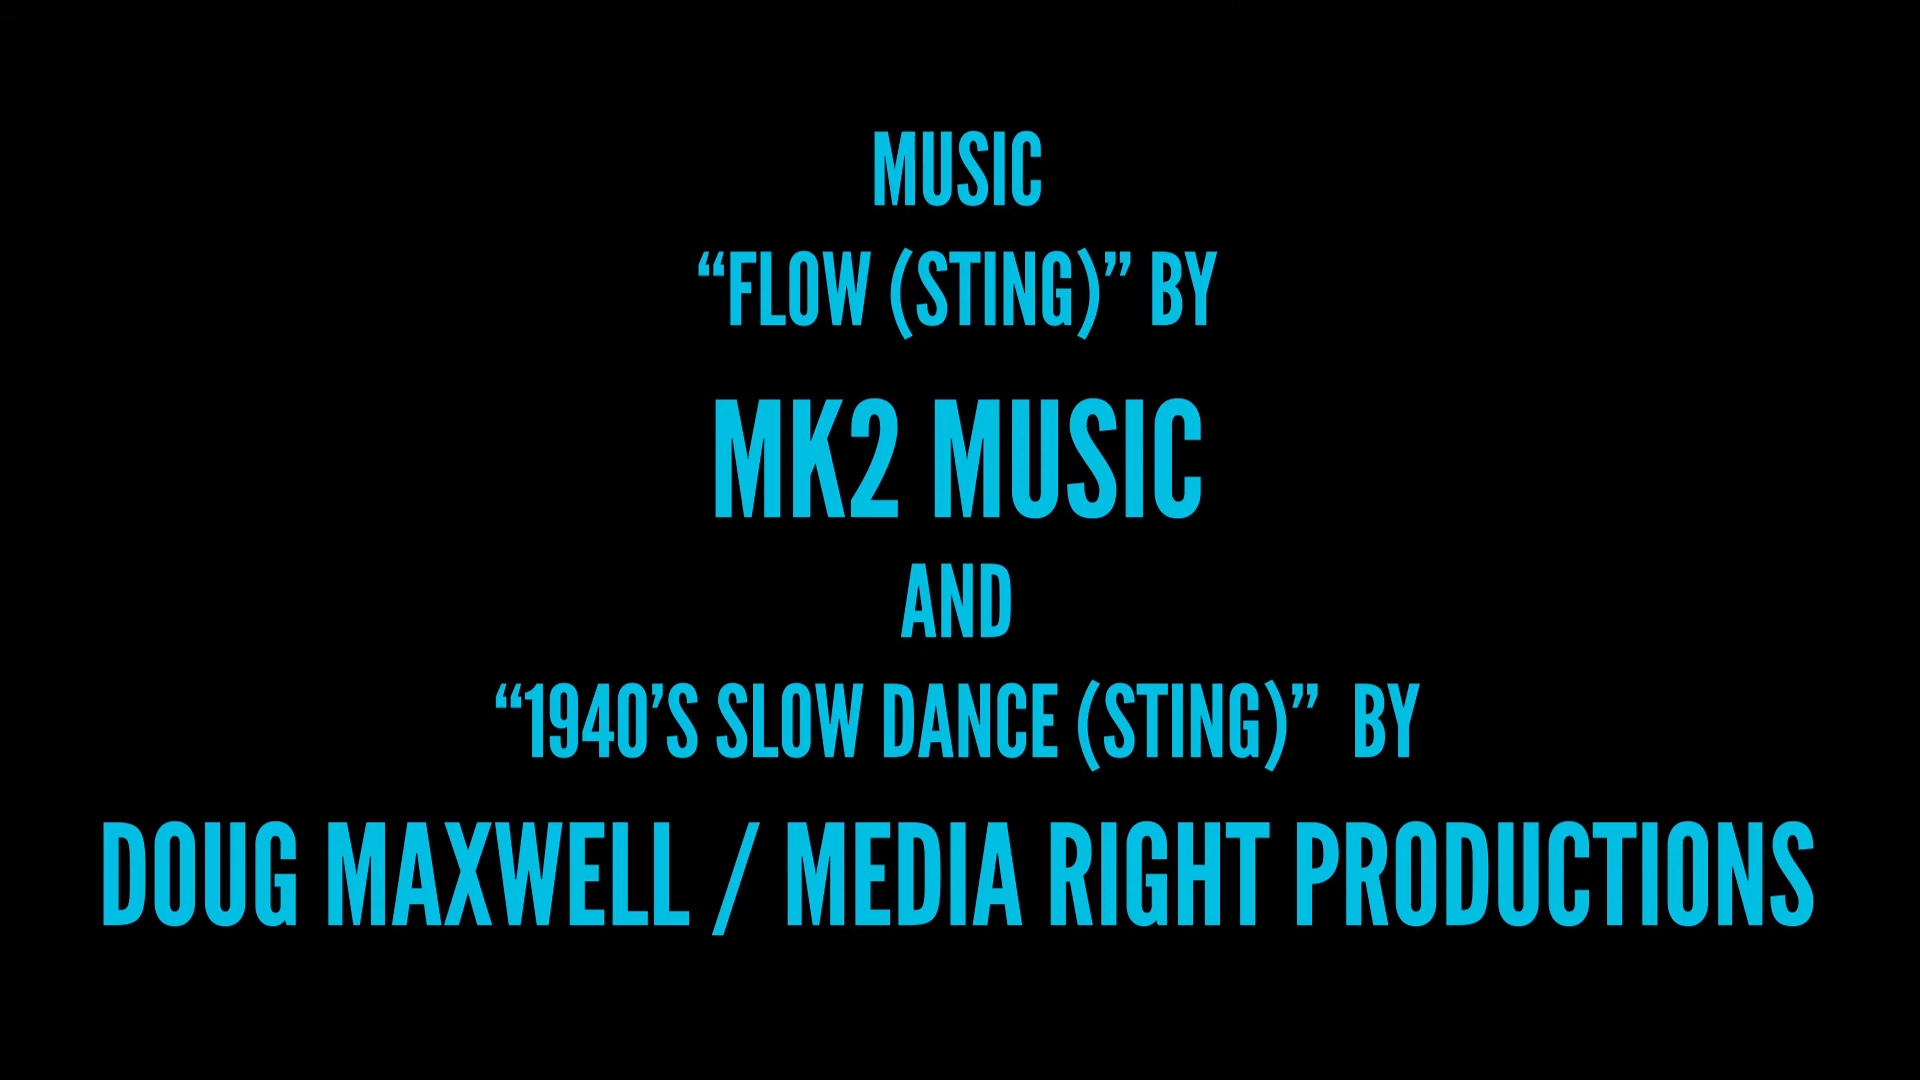 MUSIC
“FLOW (STING)” BY
MK2 MUSIC
AND
“1940’S SLOW DANCE (STING)”  BY
DOUG MAXWELL / MEDIA RIGHT PRODUCTIONS